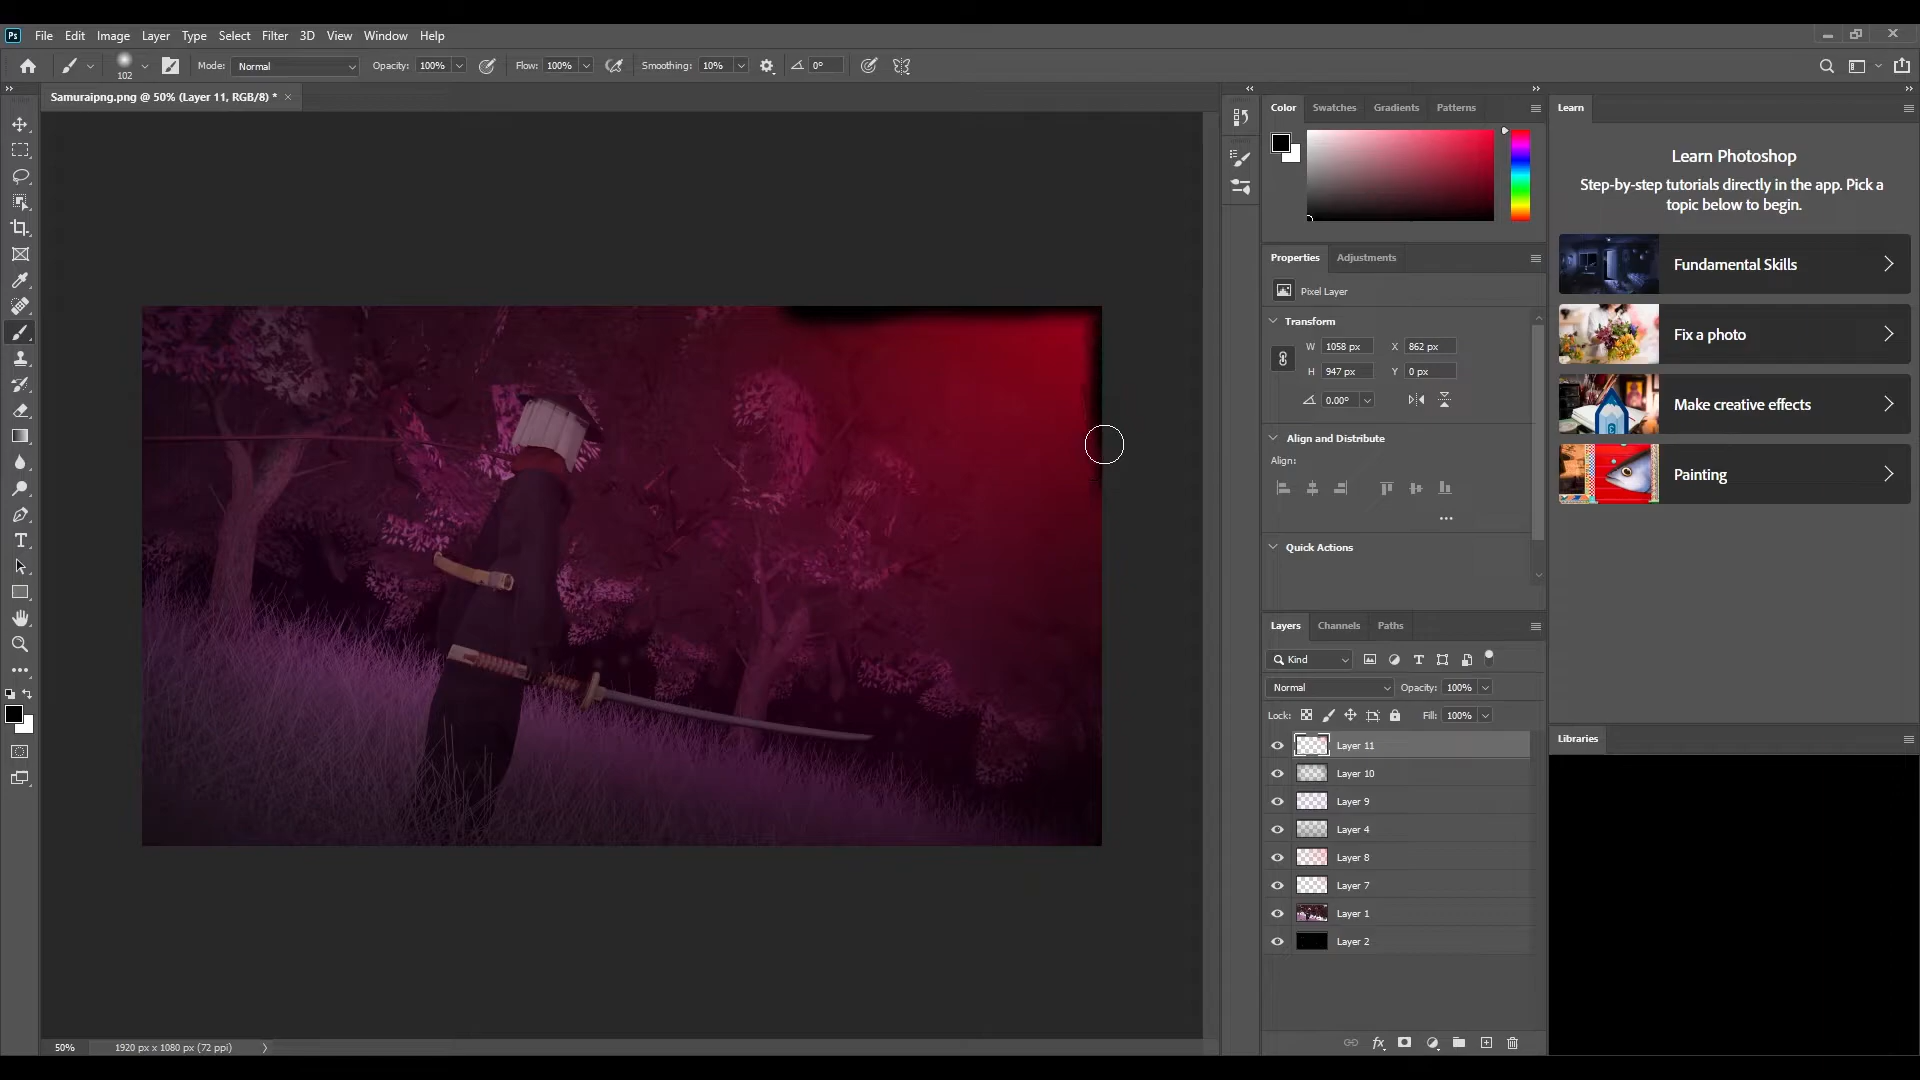 Ps File Edit Image Layer Type Select Filter 3D View Window Help
102 Mode: Normal Opacity: 100% Flow: 100% Smoothing: 10% 0°
Samuraipng.png @ 50% (Layer 11, RGB/8) * ×
Color Swatches Gradients Patterns
Properties Adjustments
Pixel Layer
Transform
W 1058 px X 862 px
H 947 px Y 0 px
0.00°
Align and Distribute
Align:
Quick Actions
Layers Channels Paths
Kind
Normal Opacity: 100%
Lock: Fill: 100%
Layer 11
Layer 10
Layer 9
Layer 4
Layer 8
Layer 7
Layer 1
Layer 2
Learn
Learn Photoshop
Step-by-step tutorials directly in the app. Pick a
topic below to begin.
Fundamental Skills
Fix a photo
Make creative effects
Painting
Libraries
50% 1920 px x 1080 px (72 ppi)